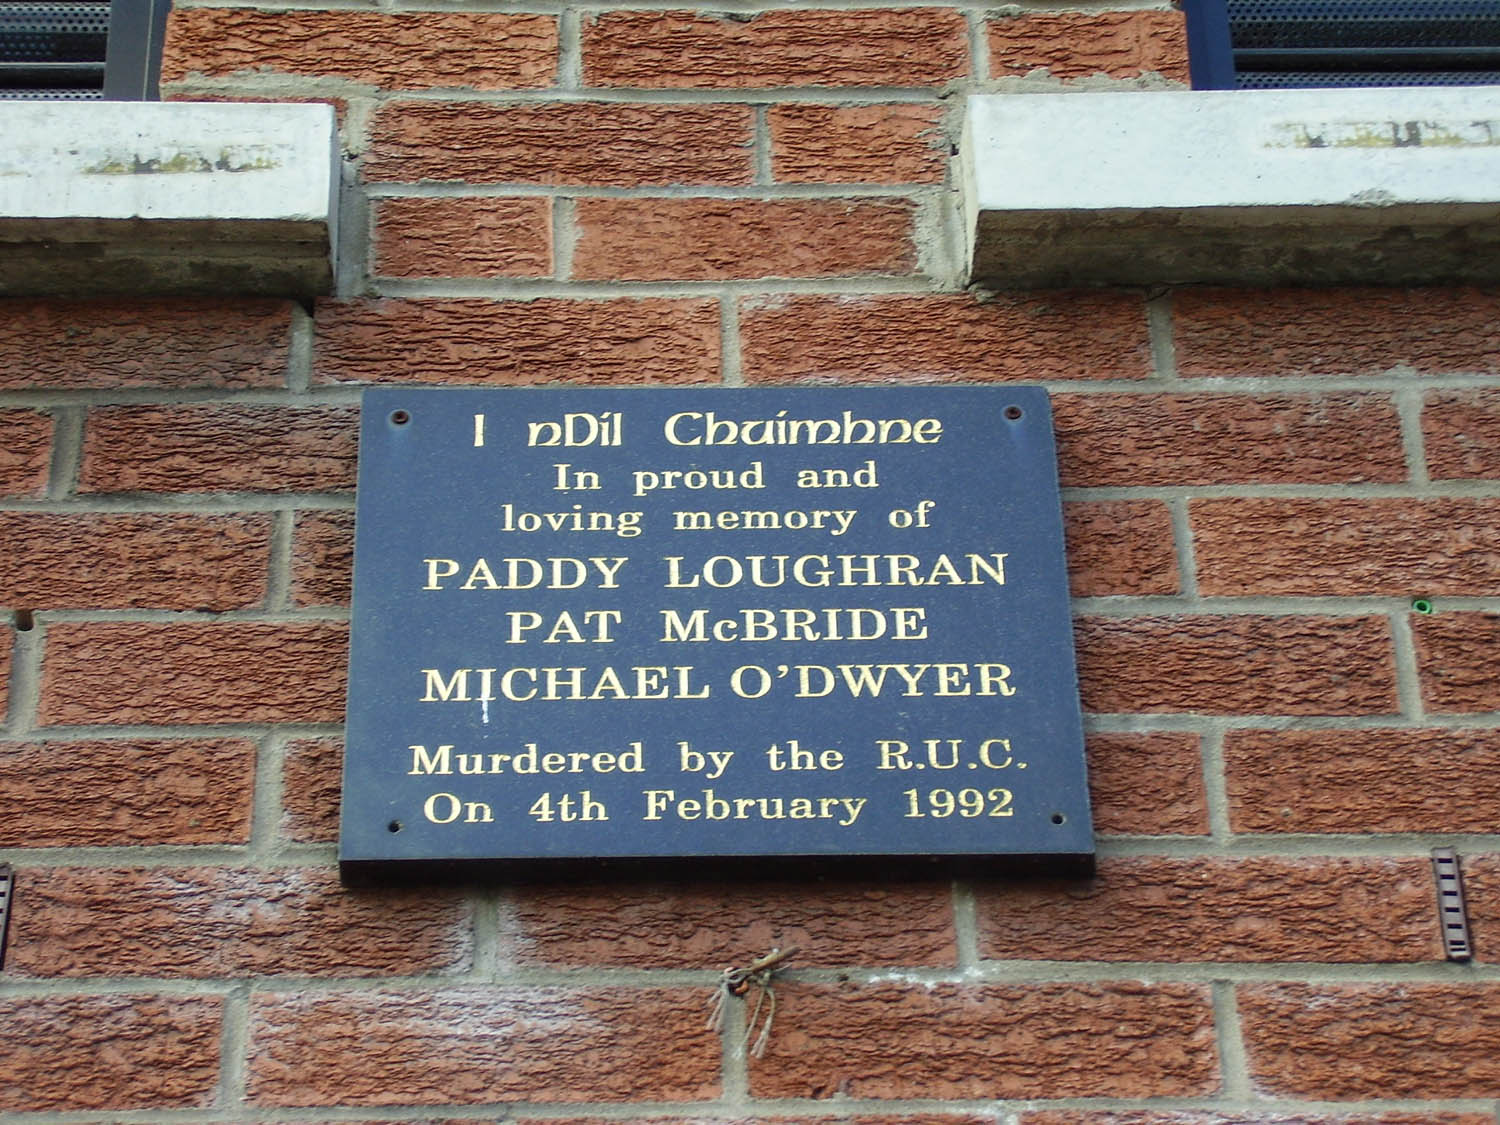 I nDíl Chuímhne
In proud and
loving memory of
PADDY LOUGHRAN
PAT McBRIDE
MICHAEL O'DWYER
Murdered by the R.U.C.
On 4th February 1992